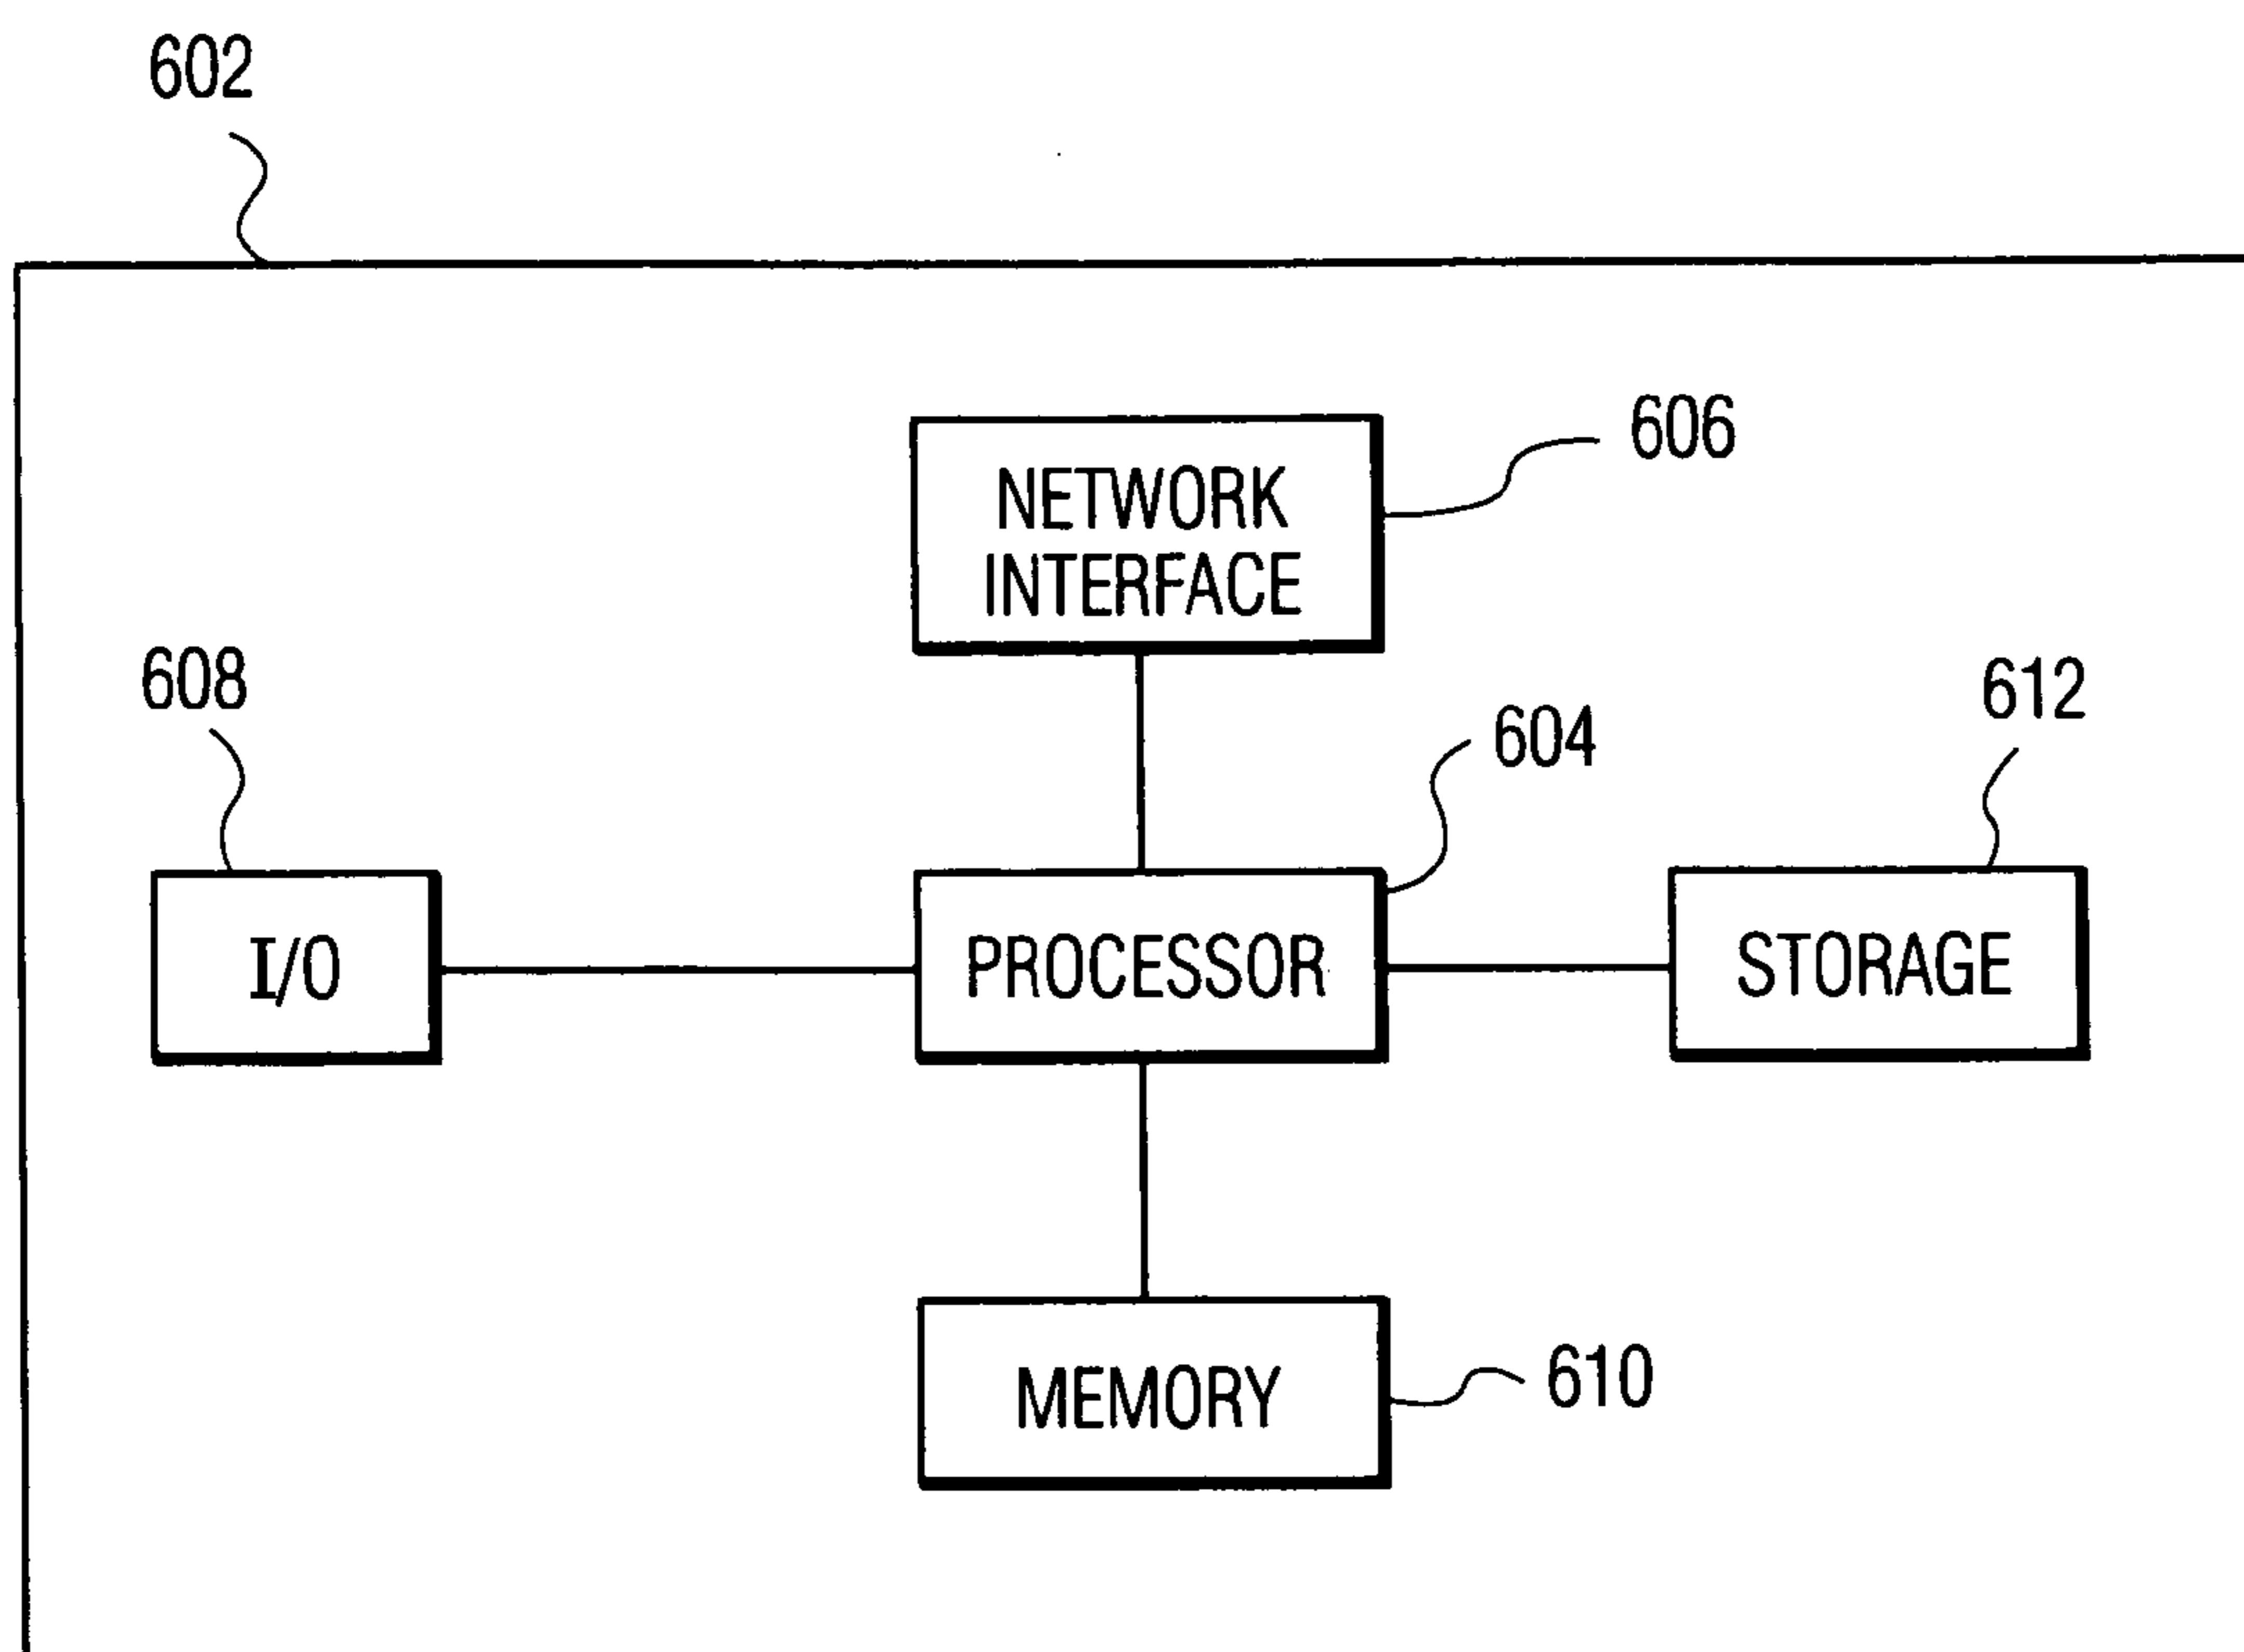 602
606
NETWORK
INTERFACE
608
604
612
I/O
PROCESSOR
STORAGE
MEMORY
610